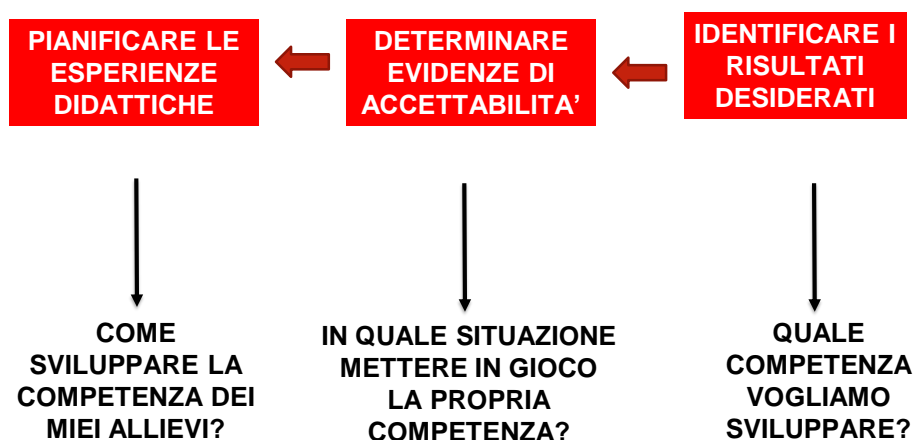 PIANIFICARE LE
ESPERIENZE
DIDATTICHE
DETERMINARE
EVIDENZE DI
ACCETTABILITA’
IDENTIFICARE I
RISULTATI
DESIDERATI
COME
SVILUPPARE LA
COMPETENZA DEI
MIEI ALLIEVI?
IN QUALE SITUAZIONE
METTERE IN GIOCO
LA PROPRIA
COMPETENZA?
QUALE
COMPETENZA
VOGLIAMO
SVILUPPARE?